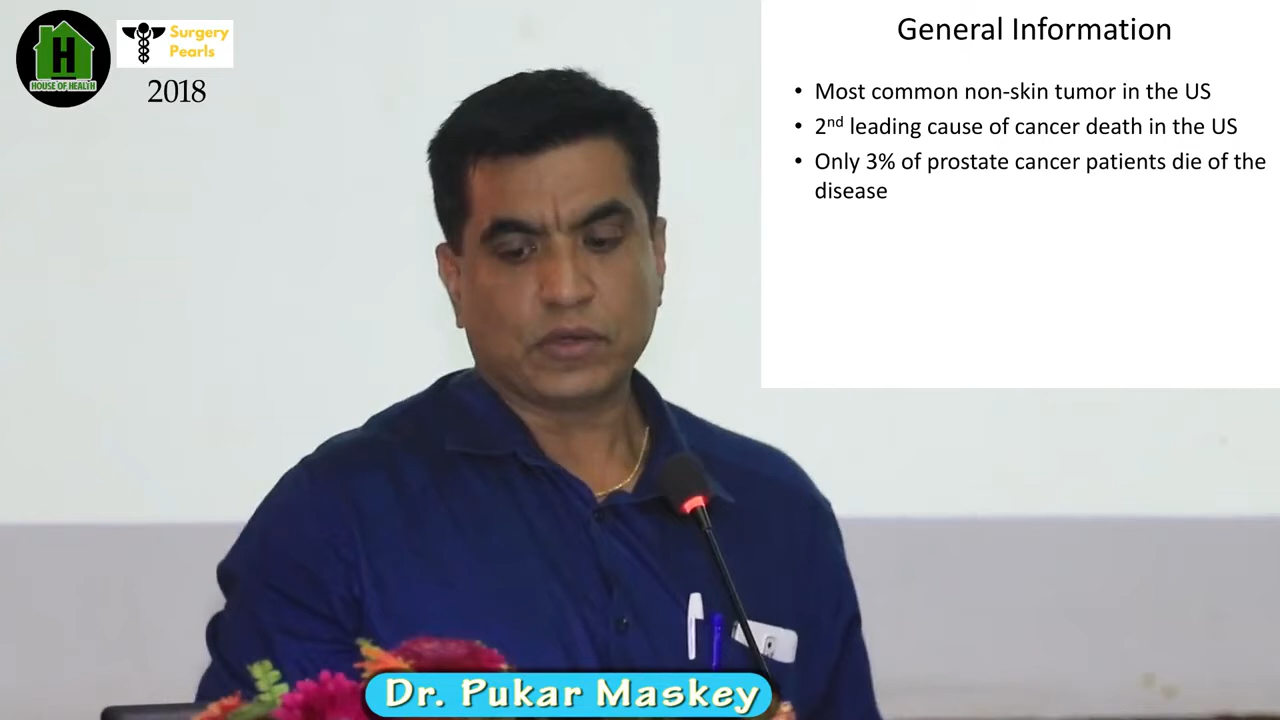 H
HOUSE OF HEALTH
Surgery
Pearls
2018
General Information
• Most common non-skin tumor in the US
• 2nd leading cause of cancer death in the US
• Only 3% of prostate cancer patients die of the
disease
Dr. Pukar Maskey